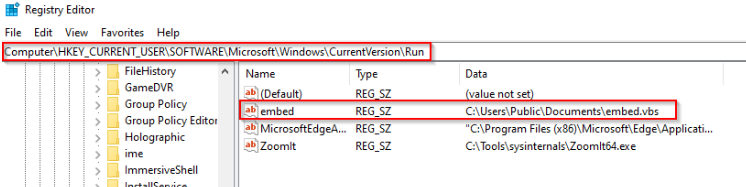 Registry Editor
File Edit View Favorites Help
Computer\HKEY_CURRENT_USER\SOFTWARE\Microsoft\Windows\CurrentVersion\Run
FileHistory
GameDVR
Group Policy
Group Policy Editor
Holographic
ime
ImmersiveShell
InstallService
Name Type Data
(Default) REG_SZ (value not set)
embed REG_SZ C:\Users\Public\Documents\embed.vbs
MicrosoftEdgeA... REG_SZ "C:\Program Files (x86)\Microsoft\Edge\Applicati...
ZoomIt REG_SZ C:\Tools\sysinternals\ZoomIt64.exe